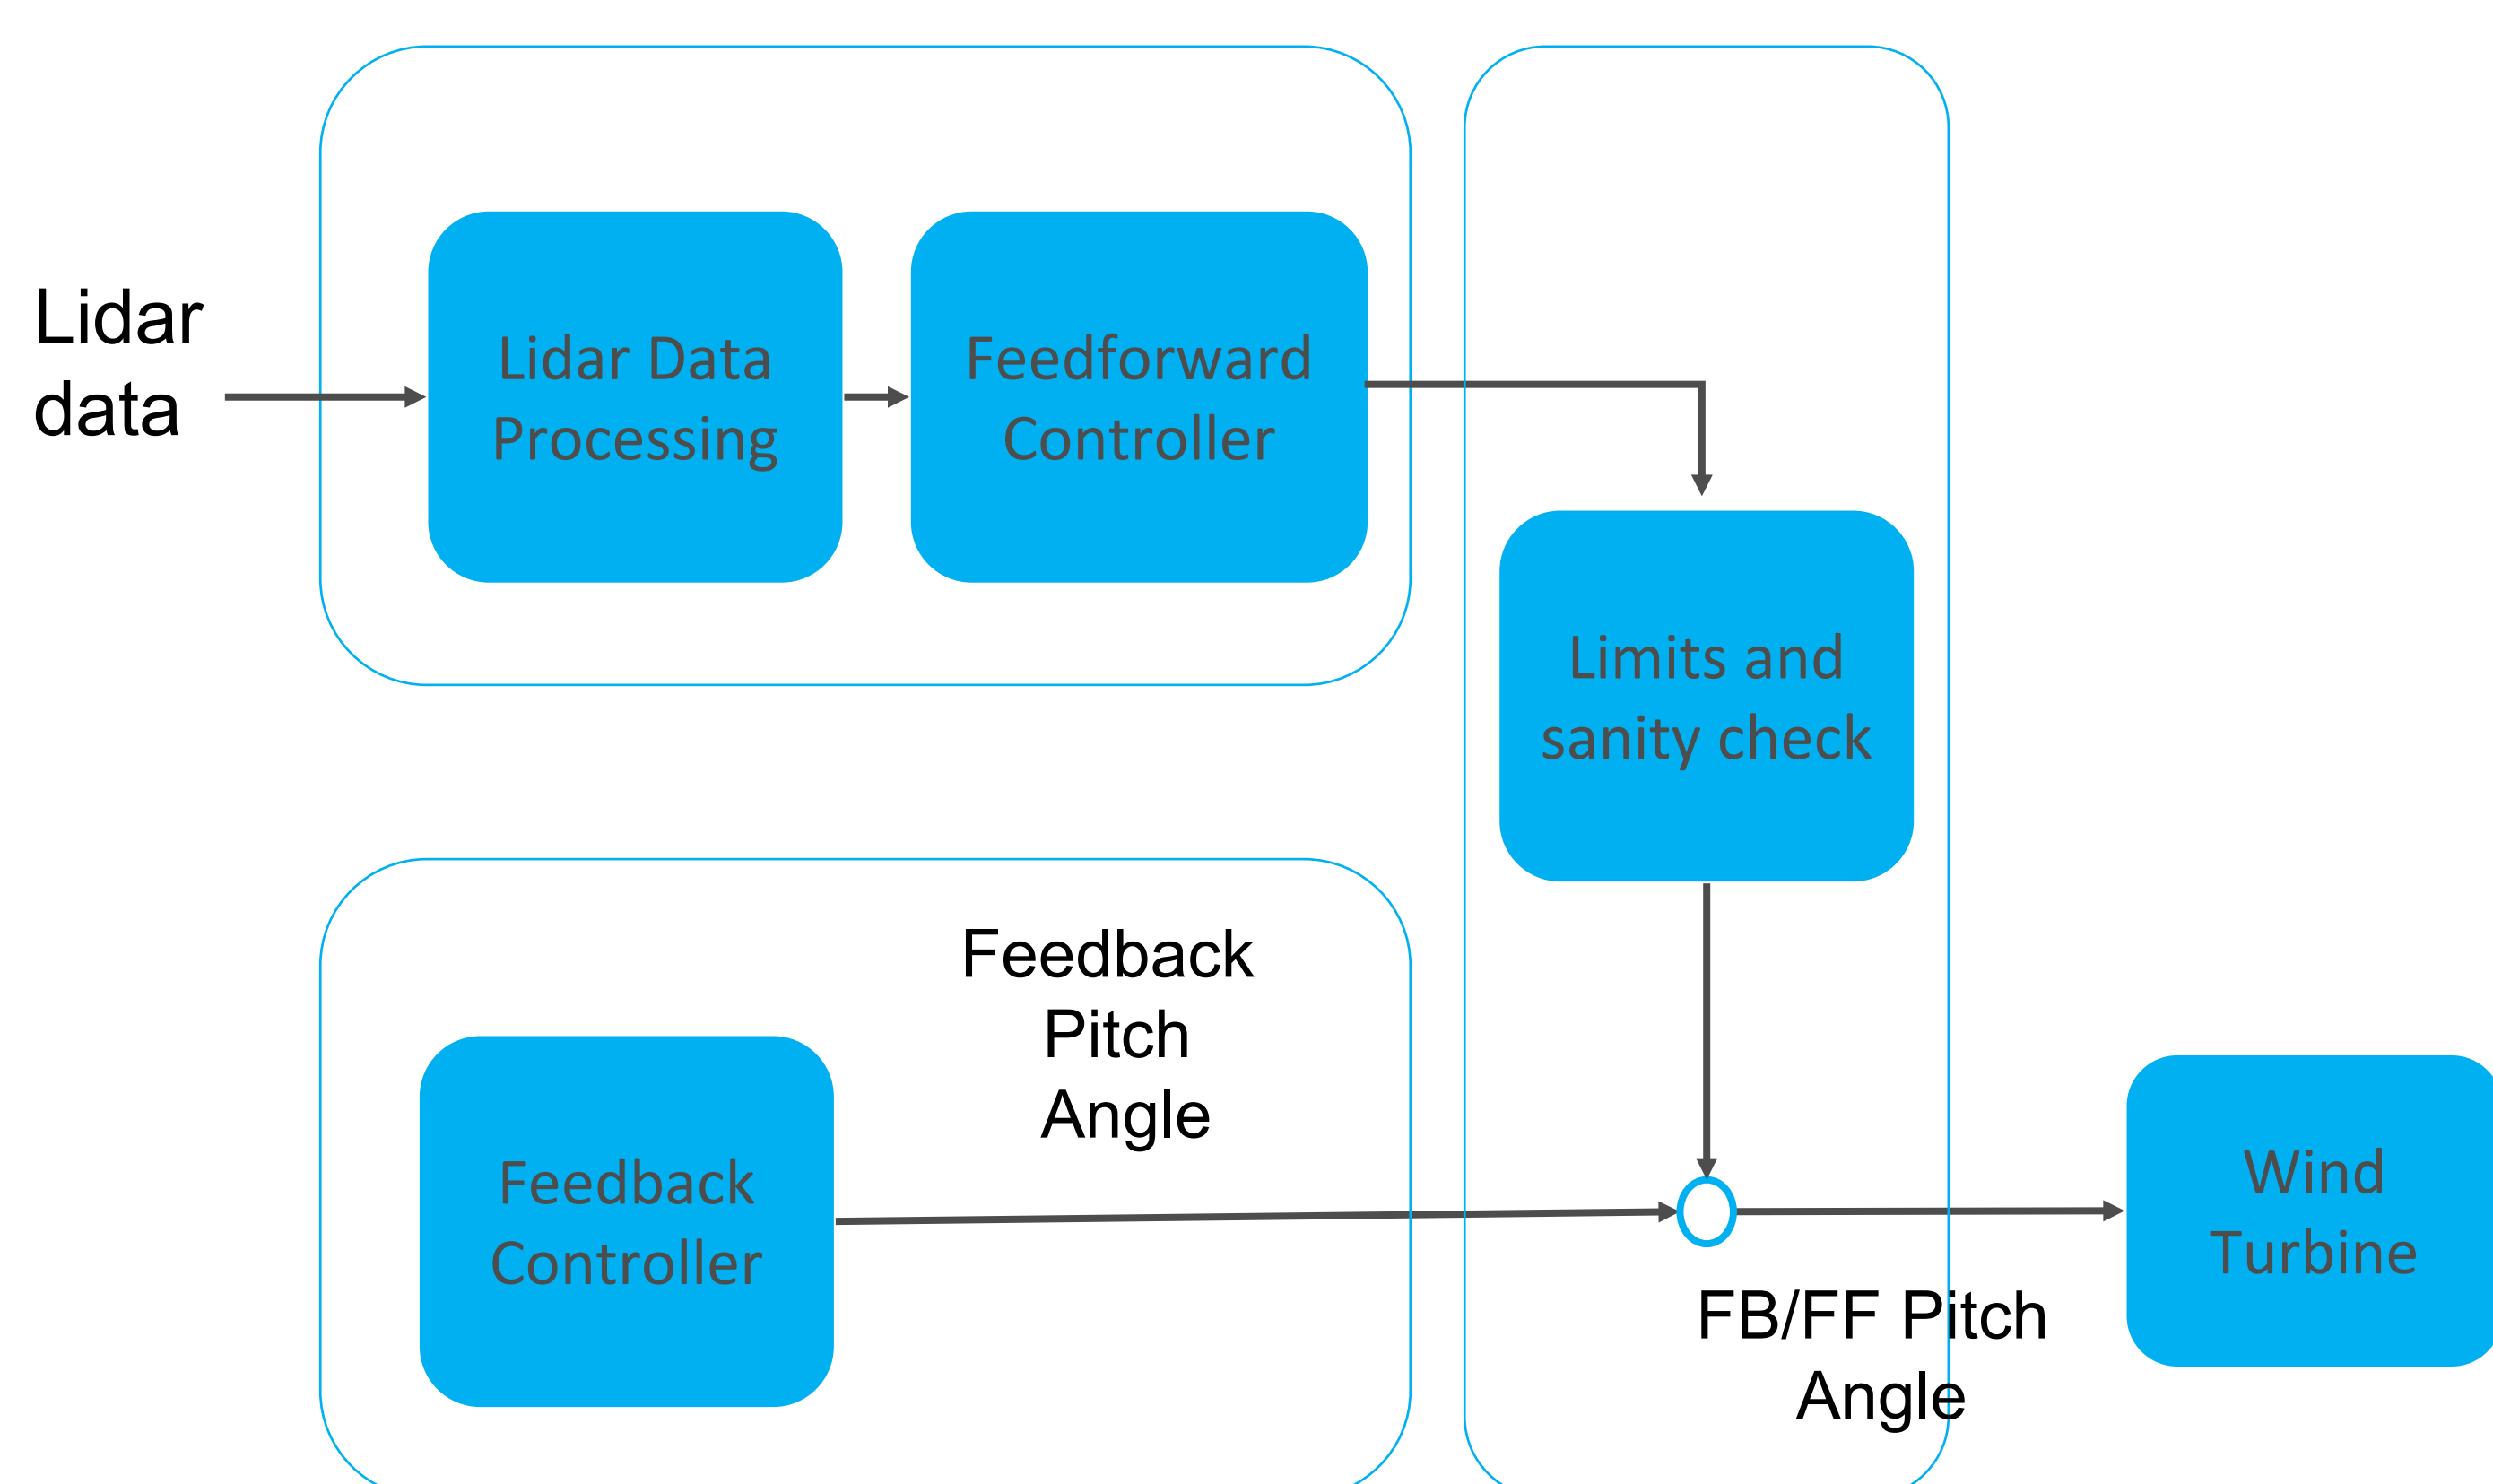 Lidar
data
Lidar Data
Processing
Feedforward
Controller
Limits and
sanity check
Feedback
Pitch
Angle
Feedback
Controller
Wind
Turbine
FB/FF Pitch
Angle